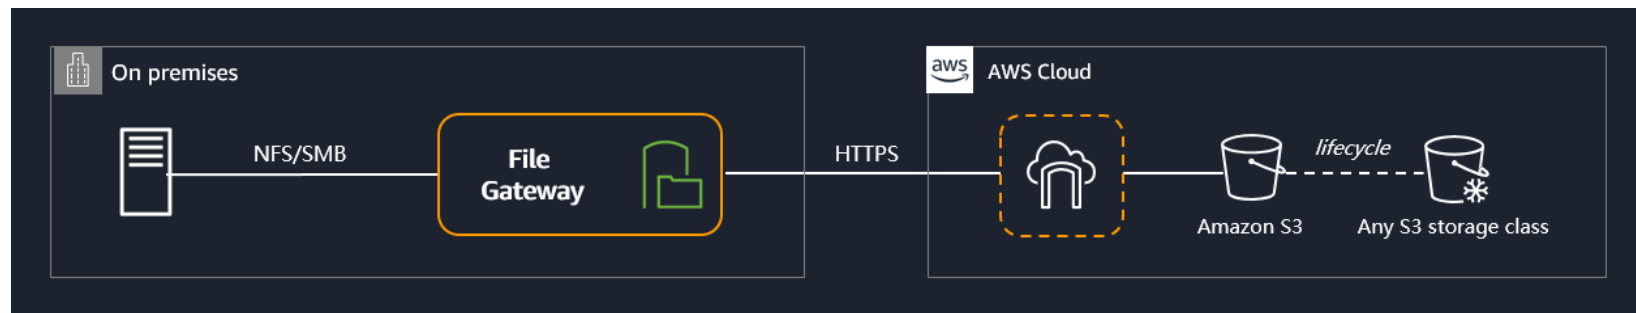 On premises
NFS/SMB
File
Gateway
HTTPS
aws
AWS Cloud
lifecycle
Amazon S3
Any S3 storage class